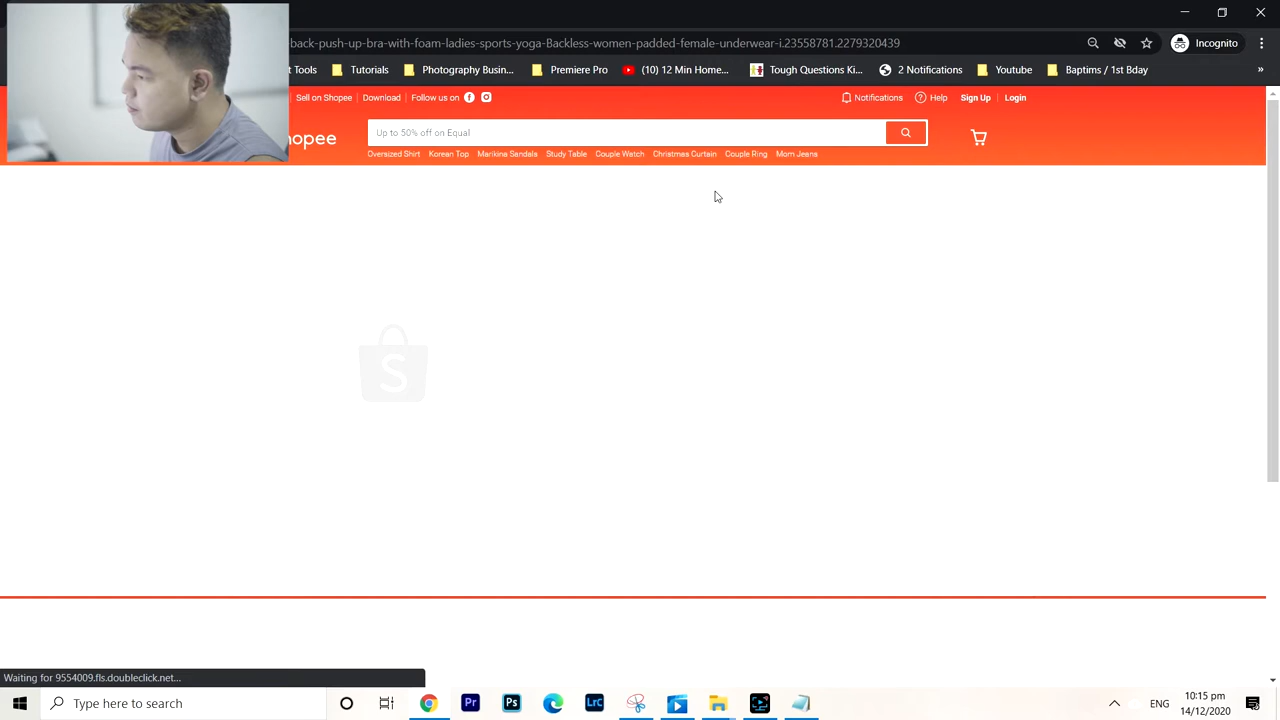 back-push-up-bra-with-foam-ladies-sports-yoga-Backless-women-padded-female-underwear-i.23558781.2279320439
Incognito
t Tools
Tutorials
Photography Busin...
Premiere Pro
(10) 12 Min Home...
Tough Questions Ki...
2 Notifications
Youtube
Baptims / 1st Bday
»
Sell on Shopee
Download
Follow us on
Notifications
Help
Sign Up
Login
hopee
Up to 50% off on Equal
Oversized Shirt
Korean Top
Marikina Sandals
Study Table
Couple Watch
Christmas Curtain
Couple Ring
Mom Jeans
S
Waiting for 9554009.fls.doubleclick.net...
Type here to search
Pr
Ps
LrC
ENG
10:15 pm
14/12/2020